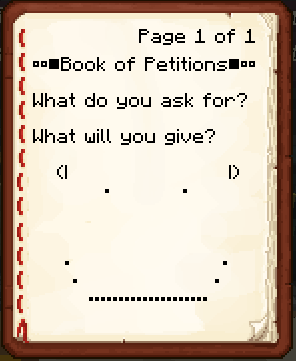 Page 1 of 1
▫▫■Book of Petitions■▫▫
What do you ask for?
What will you give?
(| |)
. .
. .
. .
................